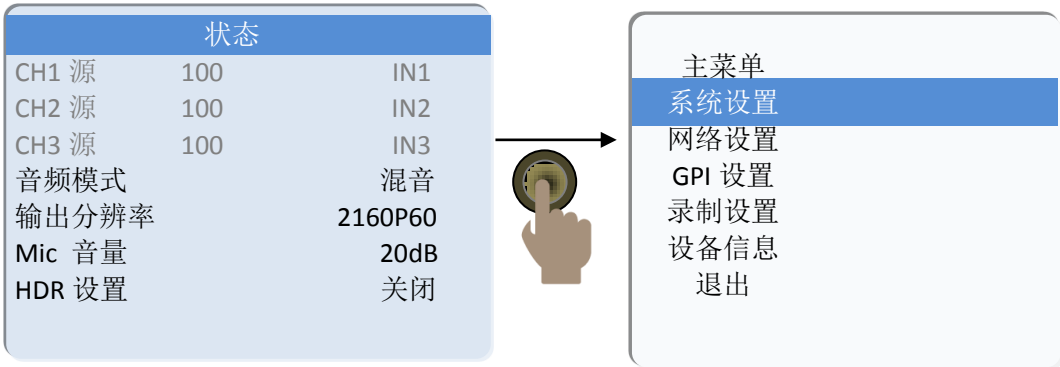 状态
CH1 源 100 IN1
CH2 源 100 IN2
CH3 源 100 IN3
音频模式 混音
输出分辨率 2160P60
Mic 音量 20dB
HDR 设置 关闭
主菜单
系统设置
网络设置
GPI 设置
录制设置
设备信息
退出